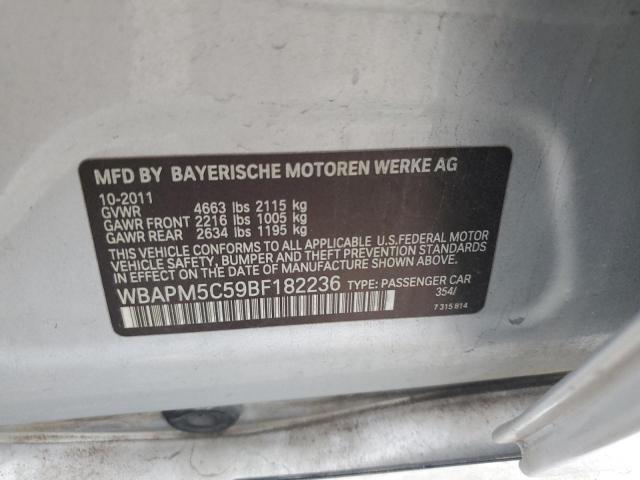 MFD BY BAYERISCHE MOTOREN WERKE AG
10-2011
GVWR 4663 lbs 2115 kg
GAWR FRONT 2216 lbs 1005 kg
GAWR REAR 2634 lbs 1195 kg
THIS VEHICLE CONFORMS TO ALL APPLICABLE U.S.FEDERAL MOTOR
VEHICLE SAFETY, BUMPER AND THEFT PREVENTION STANDARDS
IN EFFECT ON THE DATE OF MANUFACTURE SHOWN ABOVE.
WBAPM5C59BF182236 TYPE: PASSENGER CAR
354/
7 315 814